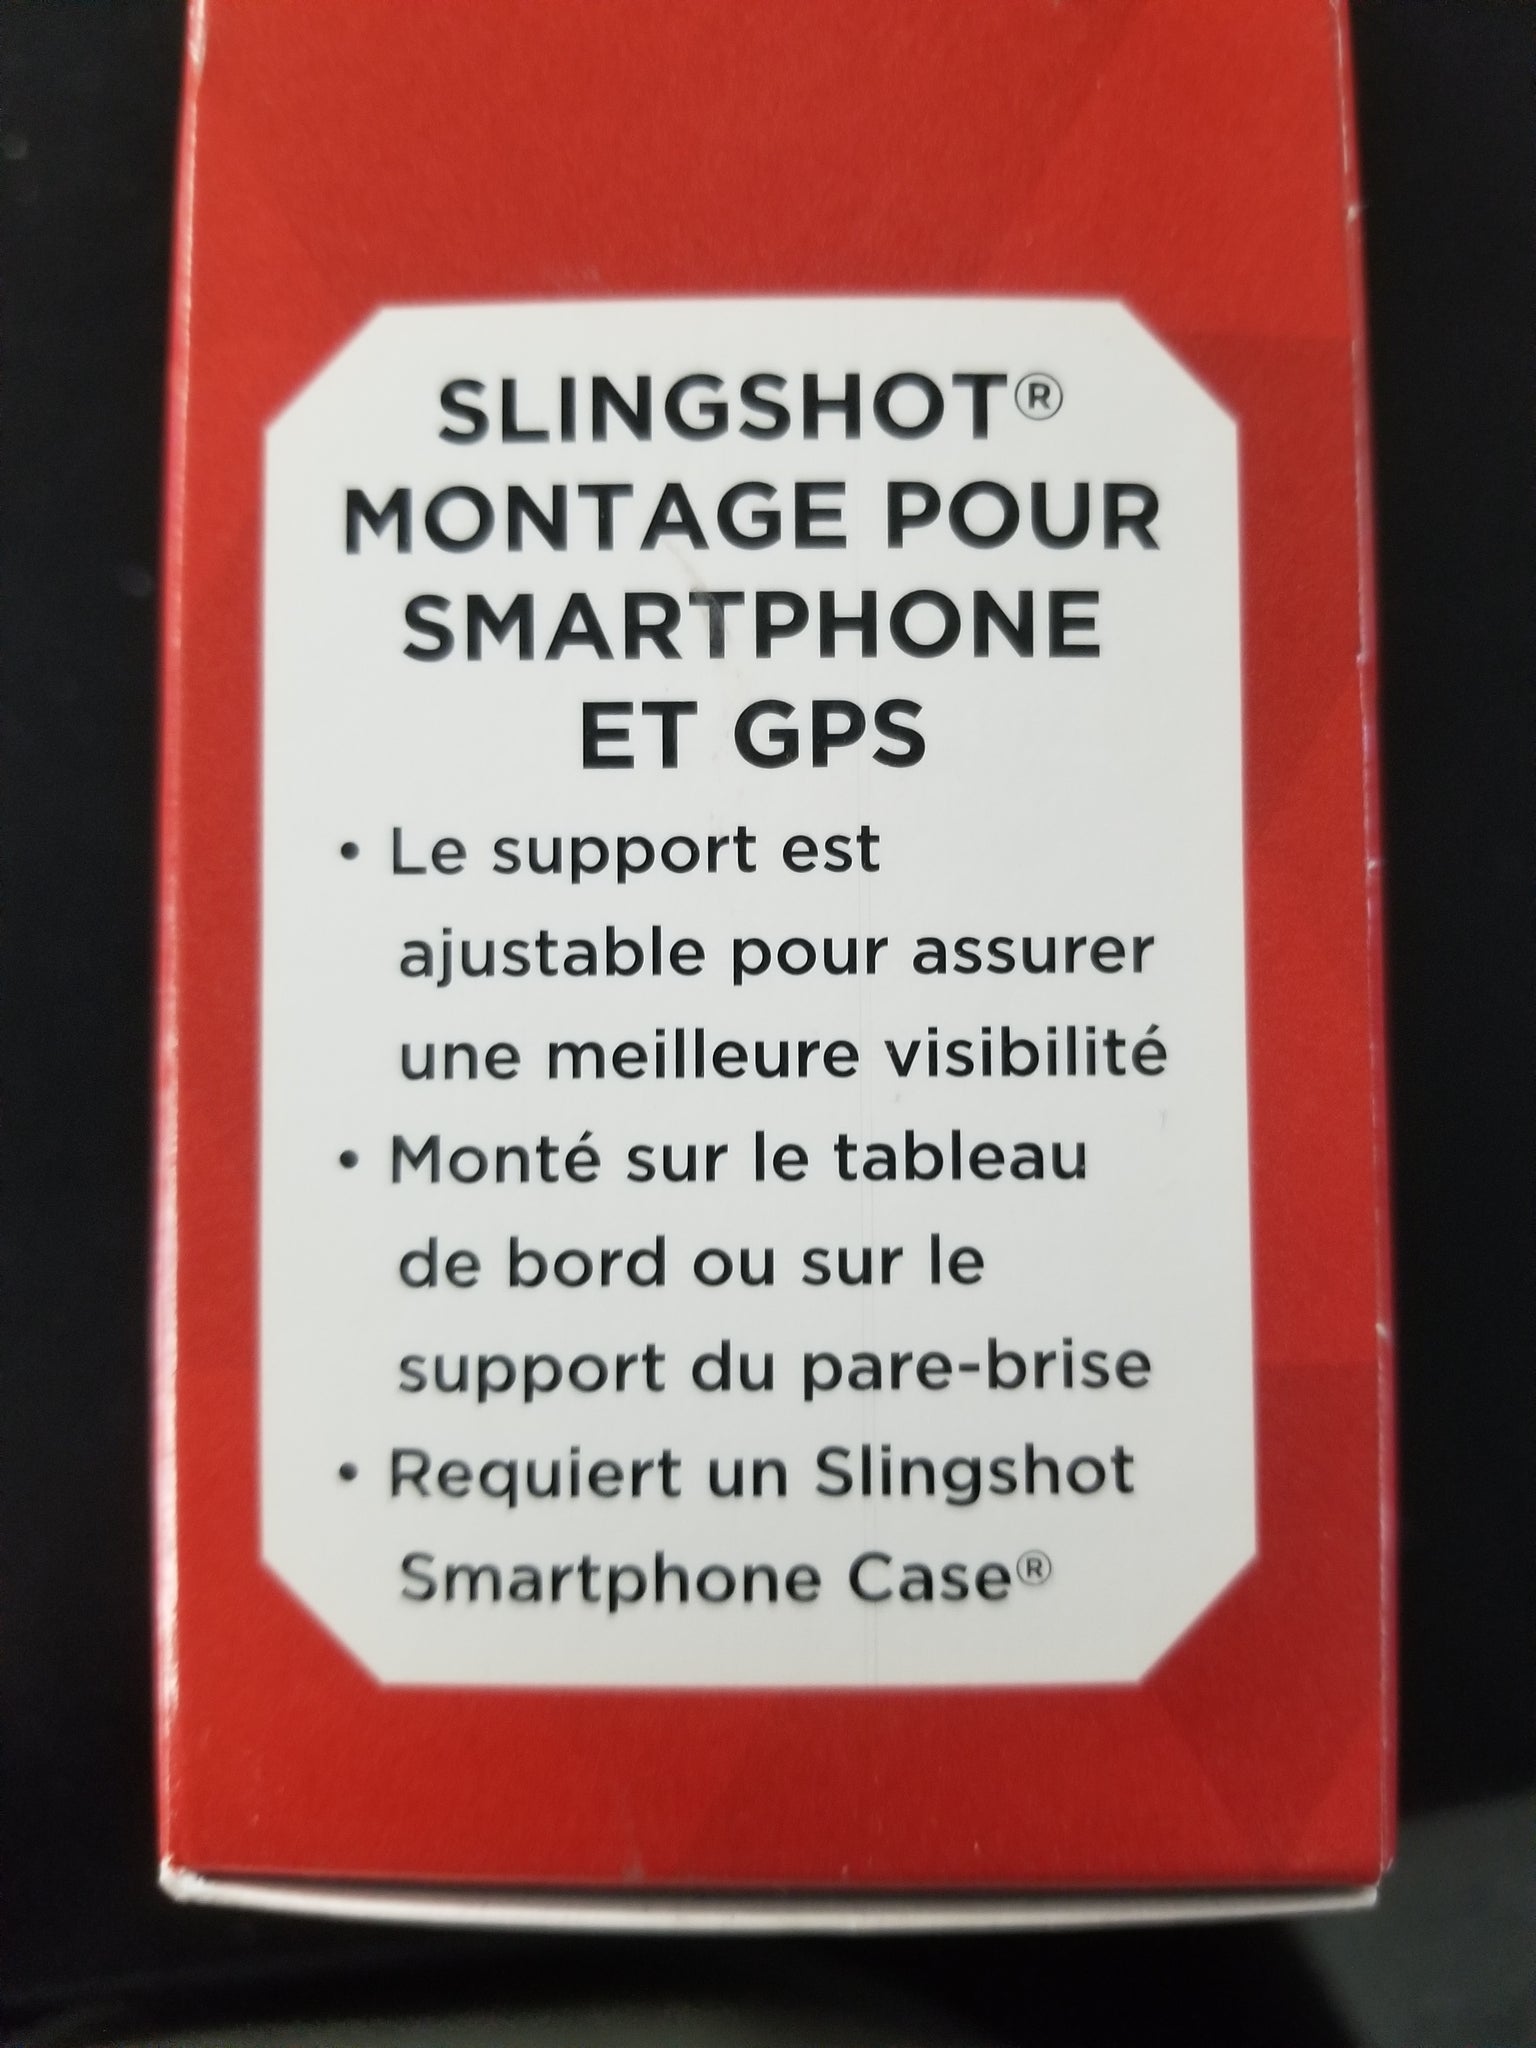 SLINGSHOT®
MONTAGE POUR
SMARTPHONE
ET GPS
• Le support est
ajustable pour assurer
une meilleure visibilité
• Monté sur le tableau
de bord ou sur le
support du pare-brise
• Requiert un Slingshot
Smartphone Case®